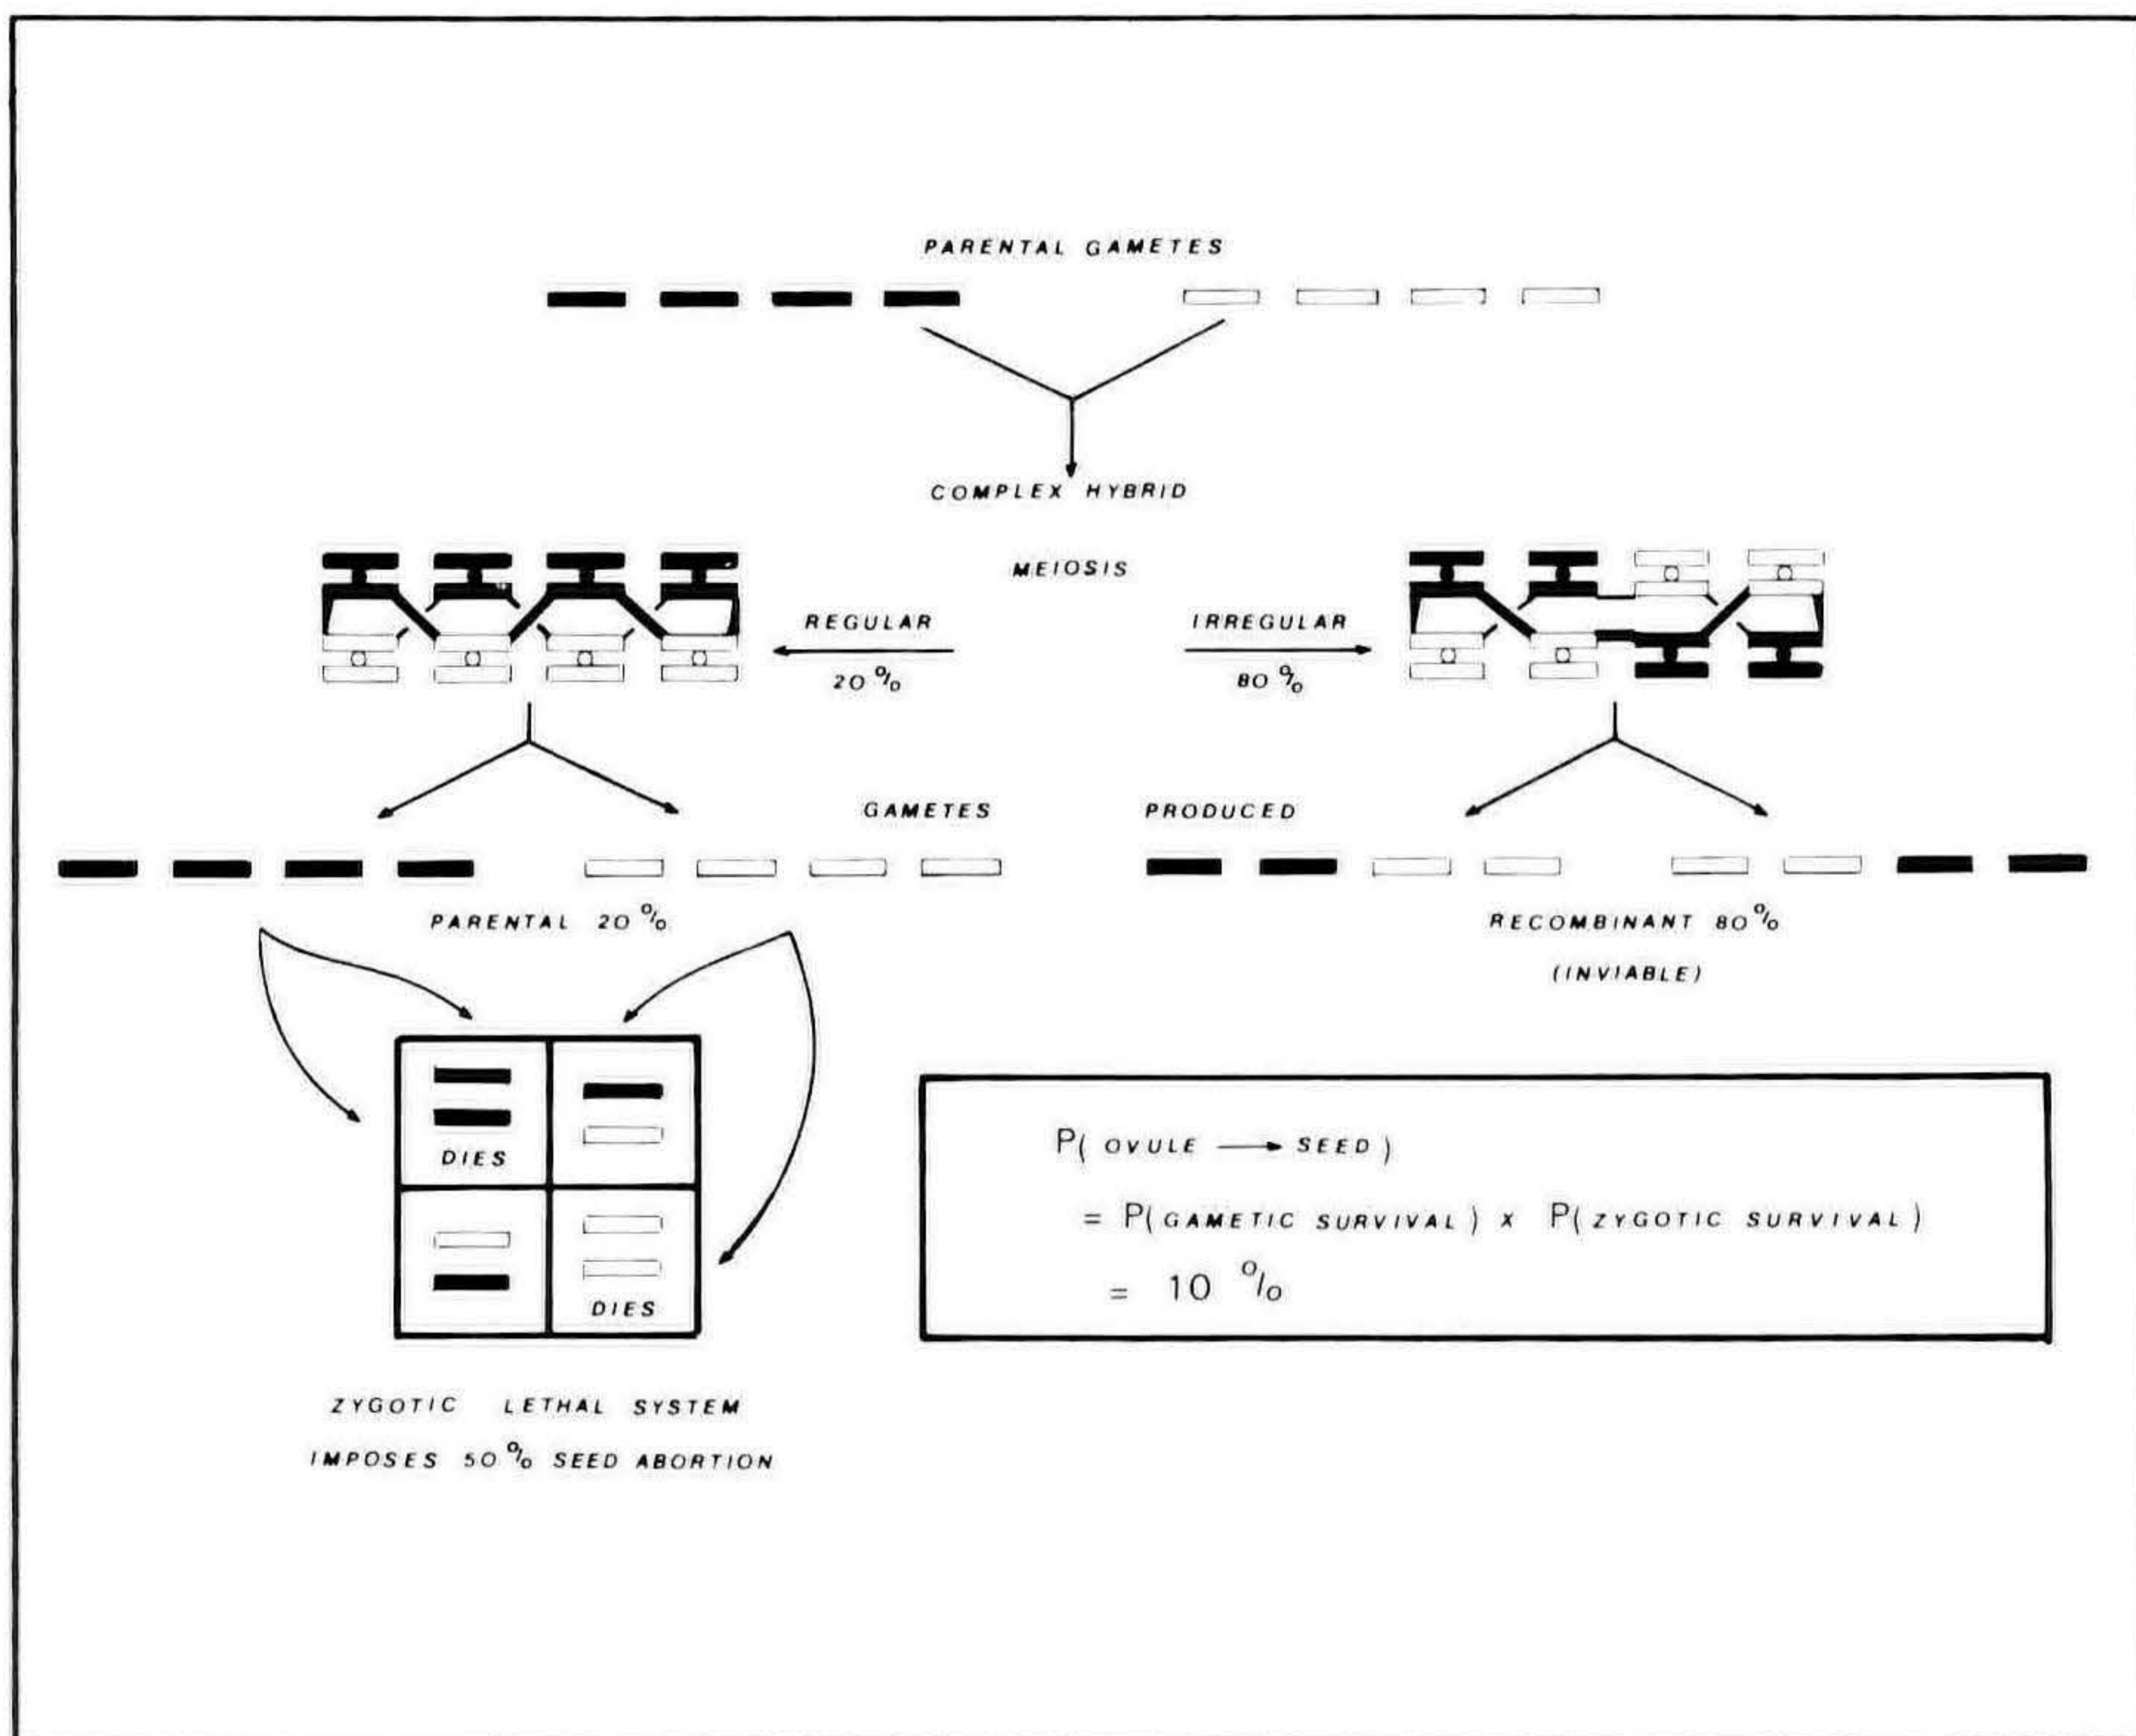 PARENTAL GAMETES
COMPLEX HYBRID
MEIOSIS
REGULAR
20 %
IRREGULAR
80 %
GAMETES PRODUCED
PARENTAL 20 %
RECOMBINANT 80 %
(INVIABLE)
DIES
DIES
P( OVULE → SEED )
= P( GAMETIC SURVIVAL ) x P( ZYGOTIC SURVIVAL )
= 10 %
ZYGOTIC LETHAL SYSTEM
IMPOSES 50 % SEED ABORTION